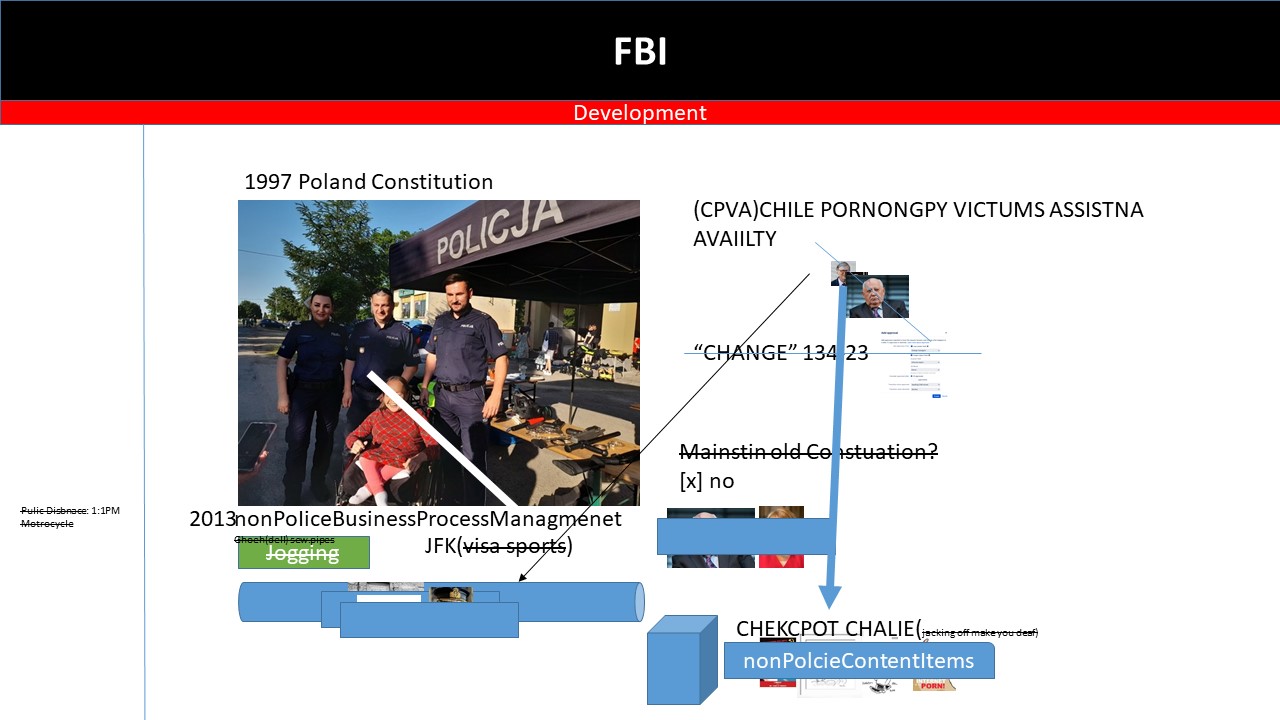 FBI
Development
1997 Poland Constitution
POLICJA
(CPVA)CHILE PORNONGPY VICTUMS ASSISTNA
AVAIILTY
“CHANGE” 134 23
Mainstin old Constuation?
[x] no
Pulic Disbnace: 1:1PM
Motrocycle
2013nonPoliceBusinessProcessManagmenet
Ghoeh(dell) sew.pipes
Jogging
JFK(visa sports)
CHEKCPOT CHALIE(jacking off make you deaf)
nonPolcieContentItems
PORN!